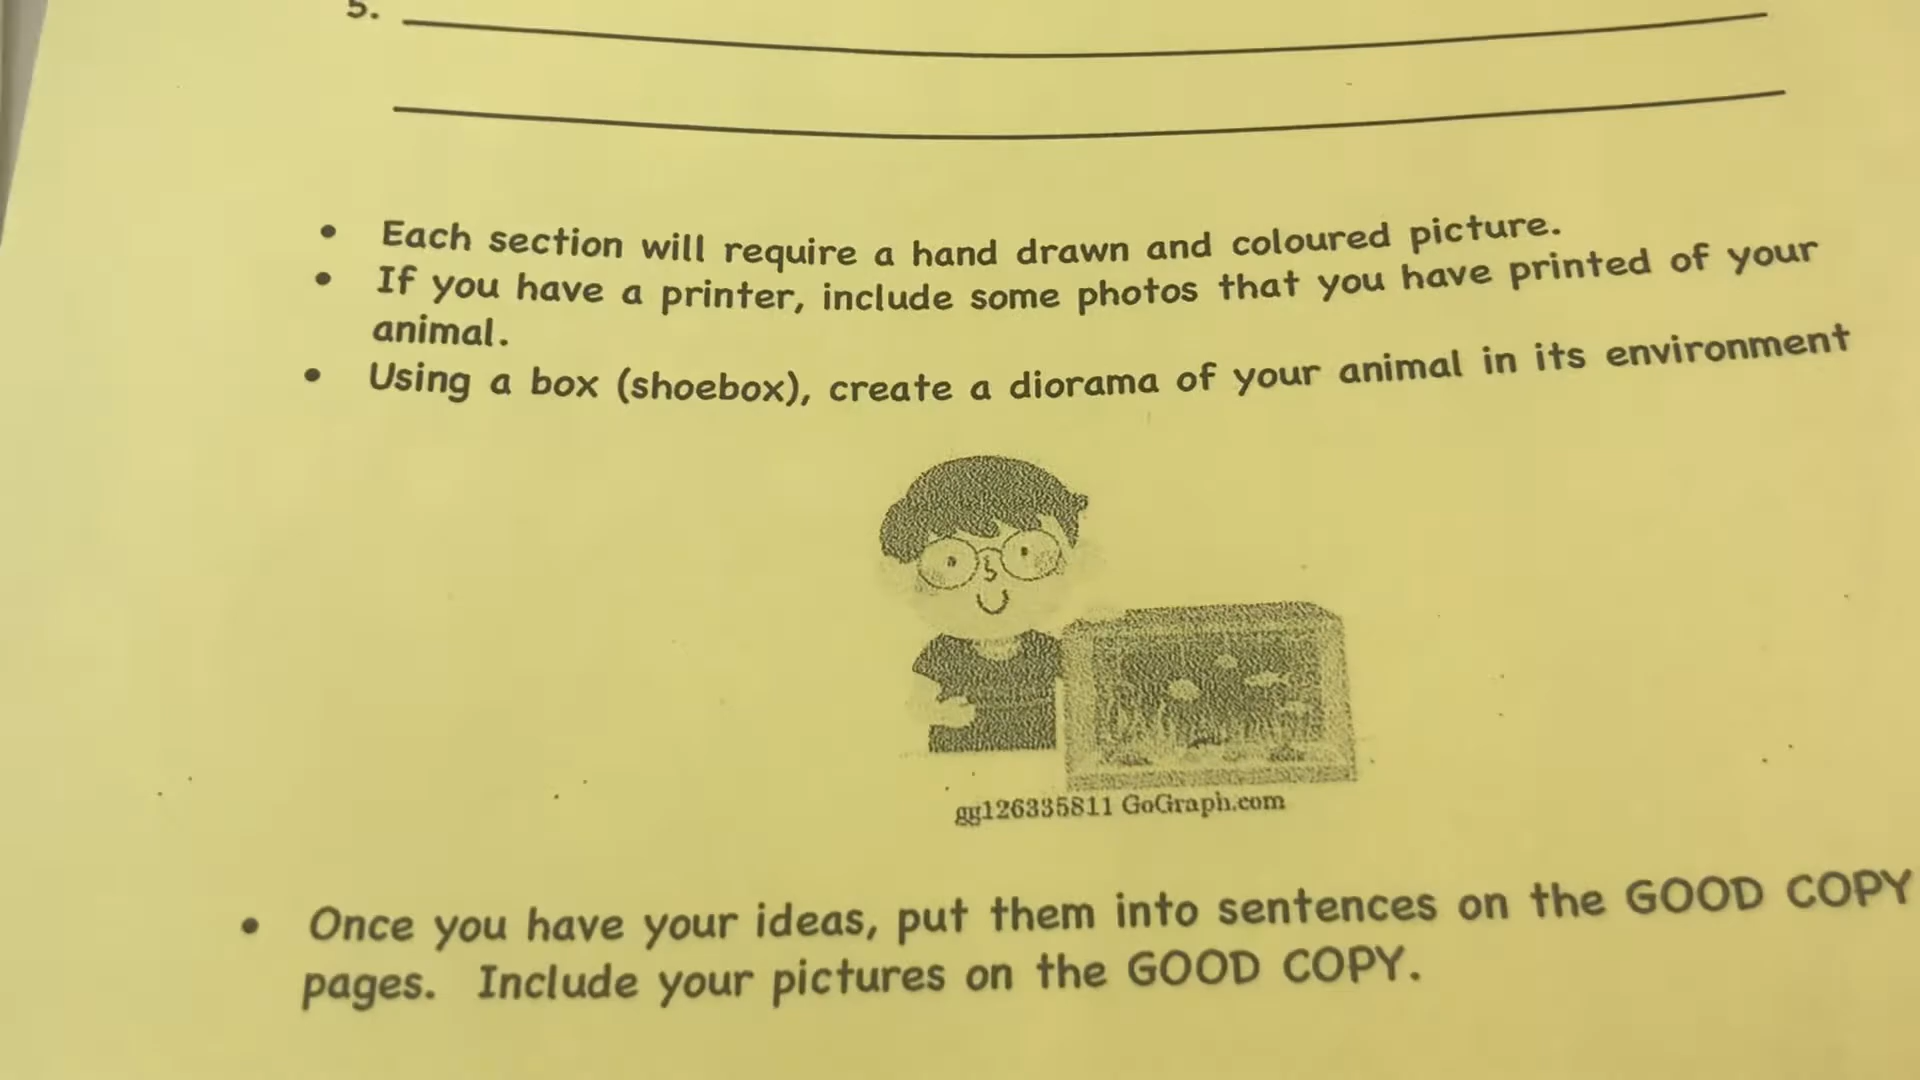 5.
• Each section will require a hand drawn and coloured picture.
• If you have a printer, include some photos that you have printed of your
animal.
• Using a box (shoebox), create a diorama of your animal in its environment
gg126335811 GoGraph.com
• Once you have your ideas, put them into sentences on the GOOD COPY
pages. Include your pictures on the GOOD COPY.